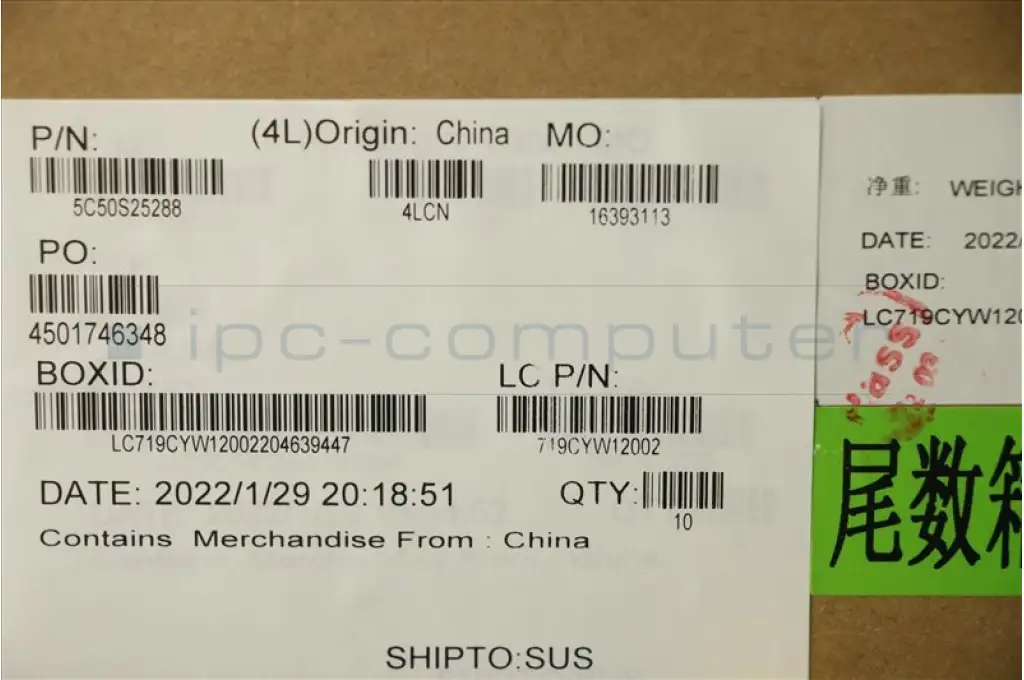 P/N: (4L)Origin: China MO:
5C50S25288 4LCN 16393113
PO:
4501746348
BOXID: LC P/N:
LC719CYW12002204639447 719CYW12002
DATE: 2022/1/29 20:18:51 QTY:
10
Contains Merchandise From : China
SHIPTO:SUS
净重: WEIGH
DATE: 2022/
BOXID:
LC719CYW120
Pass
尾数箱
ipc-computer